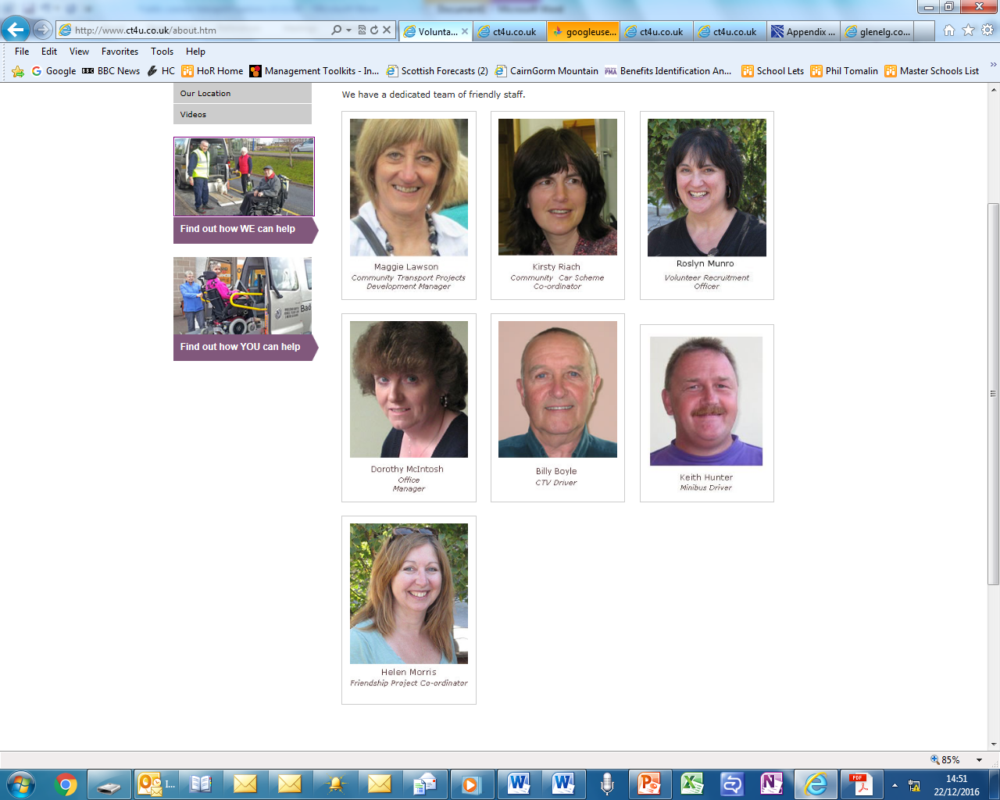 http://www.ct4u.co.uk/about.htm
Volunta...
ct4u.co.uk
googleuse...
ct4u.co.uk
ct4u.co.uk
Appendix ...
glenelg.co...
File Edit View Favorites Tools Help
Google
BBC News
HC
HoR Home
Management Toolkits - In...
Scottish Forecasts (2)
CairnGorm Mountain
PMA
Benefits Identification An...
School Lets
Phil Tomalin
Master Schools List
Our Location
Videos
Find out how WE can help
Bad
Find out how YOU can help
We have a dedicated team of friendly staff.
Maggie Lawson
Community Transport Projects
Development Manager
Kirsty Riach
Community Car Scheme
Co-ordinator
Roslyn Munro
Volunteer Recruitment
Officer
Dorothy McIntosh
Office
Manager
Billy Boyle
CTV Driver
Keith Hunter
Minibus Driver
Helen Morris
Friendship Project Co-ordinator
85%
I...
PDF
14:51
22/12/2016